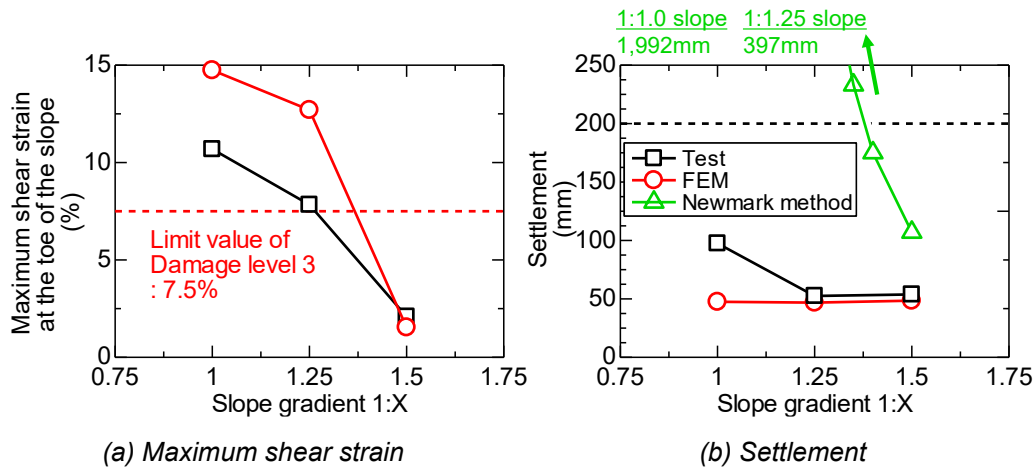 1:1.0 slope
1,992mm
1:1.25 slope
397mm
Maximum shear strain
at the toe of the slope
(%)
15
10
5
0
Limit value of
Damage level 3
: 7.5%
0.75 1 1.25 1.5 1.75
Slope gradient 1:X
(a) Maximum shear strain
Settlement
(mm)
250
200
150
100
50
0
Test
FEM
Newmark method
0.75 1 1.25 1.5 1.75
Slope gradient 1:X
(b) Settlement